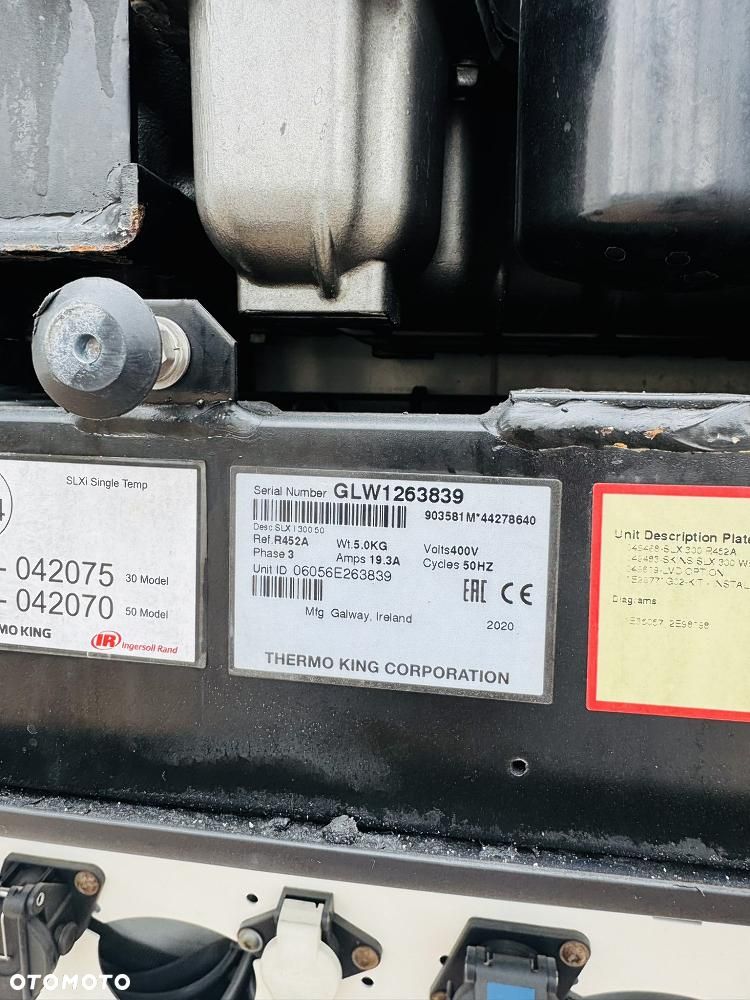 SLXi Single Temp
042075 30 Model
042070 50 Model
MO KING
IR Ingersoll Rand
Serial Number GLW1263839
903581M*44278640
Desc.SLX I 300 50
Ref.R452A Wt.5.0KG Volts400V
Phase 3 Amps 19.3A Cycles 50HZ
Unit ID 06056E263839
EAC CE
Mfg Galway, Ireland
2020
THERMO KING CORPORATION
Unit Description Plate
Diagrams
OTOMOTO